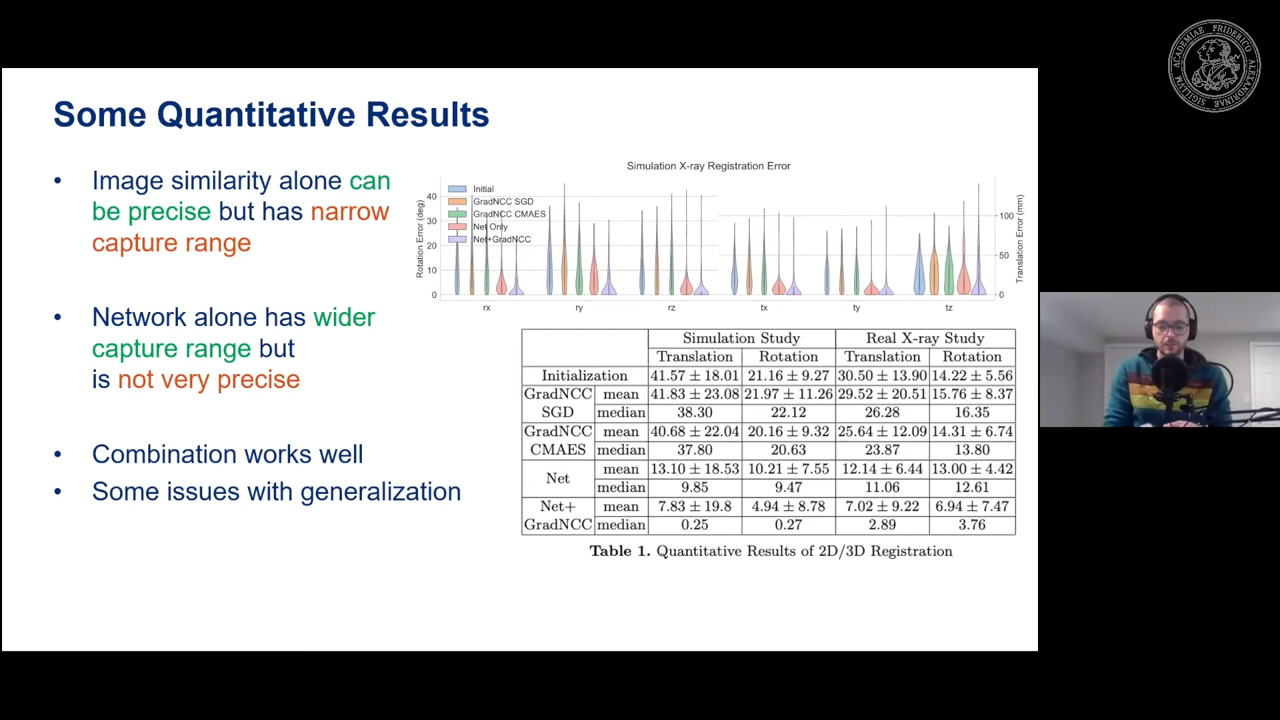 Some Quantitative Results
• Image similarity alone can
be precise but has narrow
capture range
• Network alone has wider
capture range but
is not very precise
• Combination works well
• Some issues with generalization
Simulation X-ray Registration Error
Initial
GradNCC SGD
GradNCC CMAES
Net Only
Net+GradNCC
Rotation Error (deg)
40
30
20
10
0
Translation Error (mm)
100
50
0
rx ry rz tx ty tz
Simulation Study Real X-ray Study
Translation Rotation Translation Rotation
Initialization 41.57 ± 18.01 21.16 ± 9.27 30.50 ± 13.90 14.22 ± 5.56
GradNCC mean 41.83 ± 23.08 21.97 ± 11.26 29.52 ± 20.51 15.76 ± 8.37
SGD median 38.30 22.12 26.28 16.35
GradNCC mean 40.68 ± 22.04 20.16 ± 9.32 25.64 ± 12.09 14.31 ± 6.74
CMAES median 37.80 20.63 23.87 13.80
Net mean 13.10 ± 18.53 10.21 ± 7.55 12.14 ± 6.44 13.00 ± 4.42
median 9.85 9.47 11.06 12.61
Net+ mean 7.83 ± 19.8 4.94 ± 8.78 7.02 ± 9.22 6.94 ± 7.47
GradNCC median 0.25 0.27 2.89 3.76
Table 1. Quantitative Results of 2D/3D Registration
ACADEMIAE FRIDERICO ALEXANDRINAE SIGILLVM